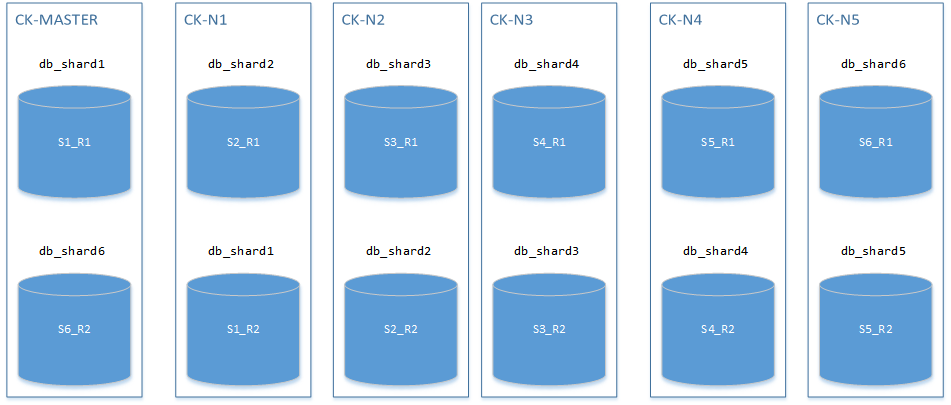 CK-MASTER
CK-N1
CK-N2
CK-N3
CK-N4
CK-N5
db_shard1
db_shard2
db_shard3
db_shard4
db_shard5
db_shard6
S1_R1
S2_R1
S3_R1
S4_R1
S5_R1
S6_R1
db_shard6
db_shard1
db_shard2
db_shard3
db_shard4
db_shard5
S6_R2
S1_R2
S2_R2
S3_R2
S4_R2
S5_R2